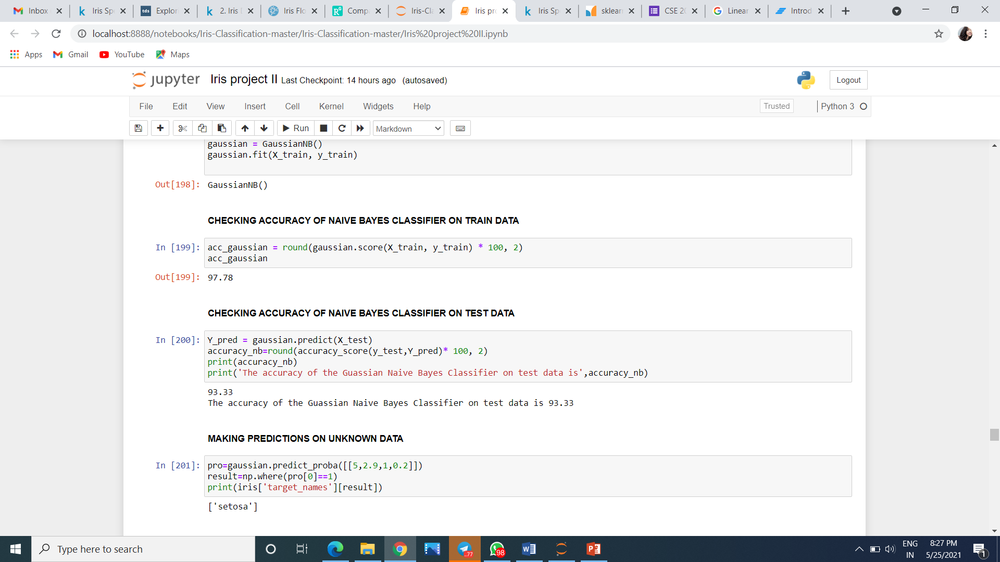 Inbox
Iris Sp
tds
Explor
2. Iris
Iris Flo
Comp
Iris-Cla
Iris pro
Iris Sp
sklear
CSE 20
Linear
Introd
localhost:8888/notebooks/Iris-Classification-master/Iris-Classification-master/Iris%20project%20II.ipynb
Apps
Gmail
YouTube
Maps
jupyter
Iris project II Last Checkpoint: 14 hours ago (autosaved)
Logout
File
Edit
View
Insert
Cell
Kernel
Widgets
Help
Trusted
Python 3
Run
Markdown
gaussian = GaussianNB()
gaussian.fit(X_train, y_train)
Out[198]: GaussianNB()
CHECKING ACCURACY OF NAIVE BAYES CLASSIFIER ON TRAIN DATA
In [199]: acc_gaussian = round(gaussian.score(X_train, y_train) * 100, 2)
acc_gaussian
Out[199]: 97.78
CHECKING ACCURACY OF NAIVE BAYES CLASSIFIER ON TEST DATA
In [200]: Y_pred = gaussian.predict(X_test)
accuracy_nb=round(accuracy_score(y_test,Y_pred)* 100, 2)
print(accuracy_nb)
print('The accuracy of the Guassian Naive Bayes Classifier on test data is',accuracy_nb)
93.33
The accuracy of the Guassian Naive Bayes Classifier on test data is 93.33
MAKING PREDICTIONS ON UNKNOWN DATA
In [201]: pro=gaussian.predict_proba([[5,2.9,1,0.2]])
result=np.where(pro[0]==1)
print(iris['target_names'][result])
['setosa']
Type here to search
..77
98
ENG
IN
8:27 PM
5/25/2021
1